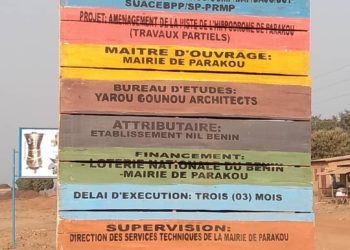 SUACEBPP/SP-PRMP
PROJET: AMENAGEMENT DE LA PISTE DE L'HIPPODROME DE PARAKOU
(TRAVAUX PARTIELS)
MAITRE D'OUVRAGE:
MAIRIE DE PARAKOU
BUREAU D'ETUDES:
YAROU GOUNOU ARCHITECTS
ATTRIBUTAIRE:
ETABLISSEMENT NIL BENIN
FINANCEMENT:
-LOTERIE NATIONALE DU BENIN
-MAIRIE DE PARAKOU
DELAI D'EXECUTION: TROIS (03) MOIS
SUPERVISION:
DIRECTION DES SERVICES TECHNIQUES DE LA MAIRIE DE PARAKOU